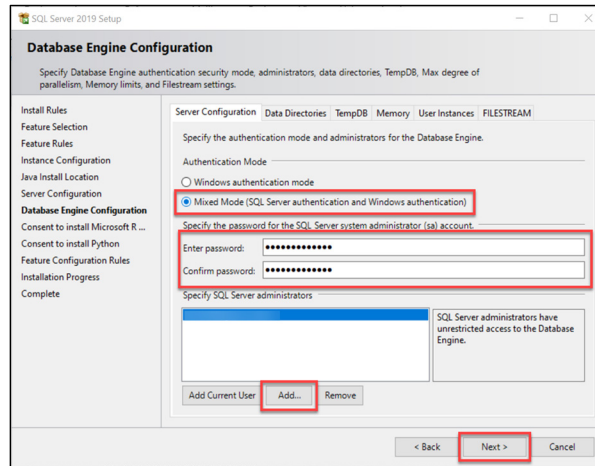 SQL Server 2019 Setup
Database Engine Configuration
Specify Database Engine authentication security mode, administrators, data directories, TempDB, Max degree of
parallelism, Memory limits, and Filestream settings.
Install Rules
Feature Selection
Feature Rules
Instance Configuration
Java Install Location
Server Configuration
Database Engine Configuration
Consent to install Microsoft R ...
Consent to install Python
Feature Configuration Rules
Installation Progress
Complete
Server Configuration Data Directories TempDB Memory User Instances FILESTREAM
Specify the authentication mode and administrators for the Database Engine.
Authentication Mode
Windows authentication mode
Mixed Mode (SQL Server authentication and Windows authentication)
Specify the password for the SQL Server system administrator (sa) account.
Enter password: •••••••••••••
Confirm password: •••••••••••••
Specify SQL Server administrators
SQL Server administrators have
unrestricted access to the Database
Engine.
Add Current User Add... Remove
< Back Next > Cancel